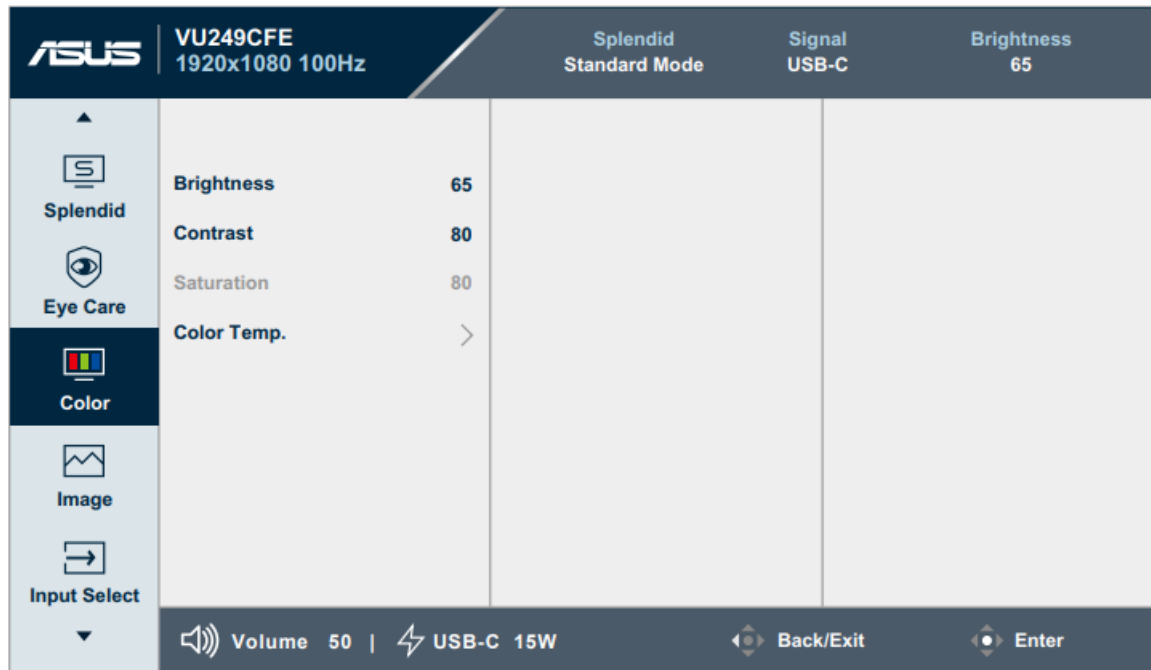 ASUS
VU249CFE
1920x1080 100Hz
Splendid
Standard Mode
Signal
USB-C
Brightness
65
S
Splendid
Eye Care
Color
Image
Input Select
Brightness 65
Contrast 80
Saturation 80
Color Temp. >
Volume 50 | USB-C 15W
Back/Exit
Enter